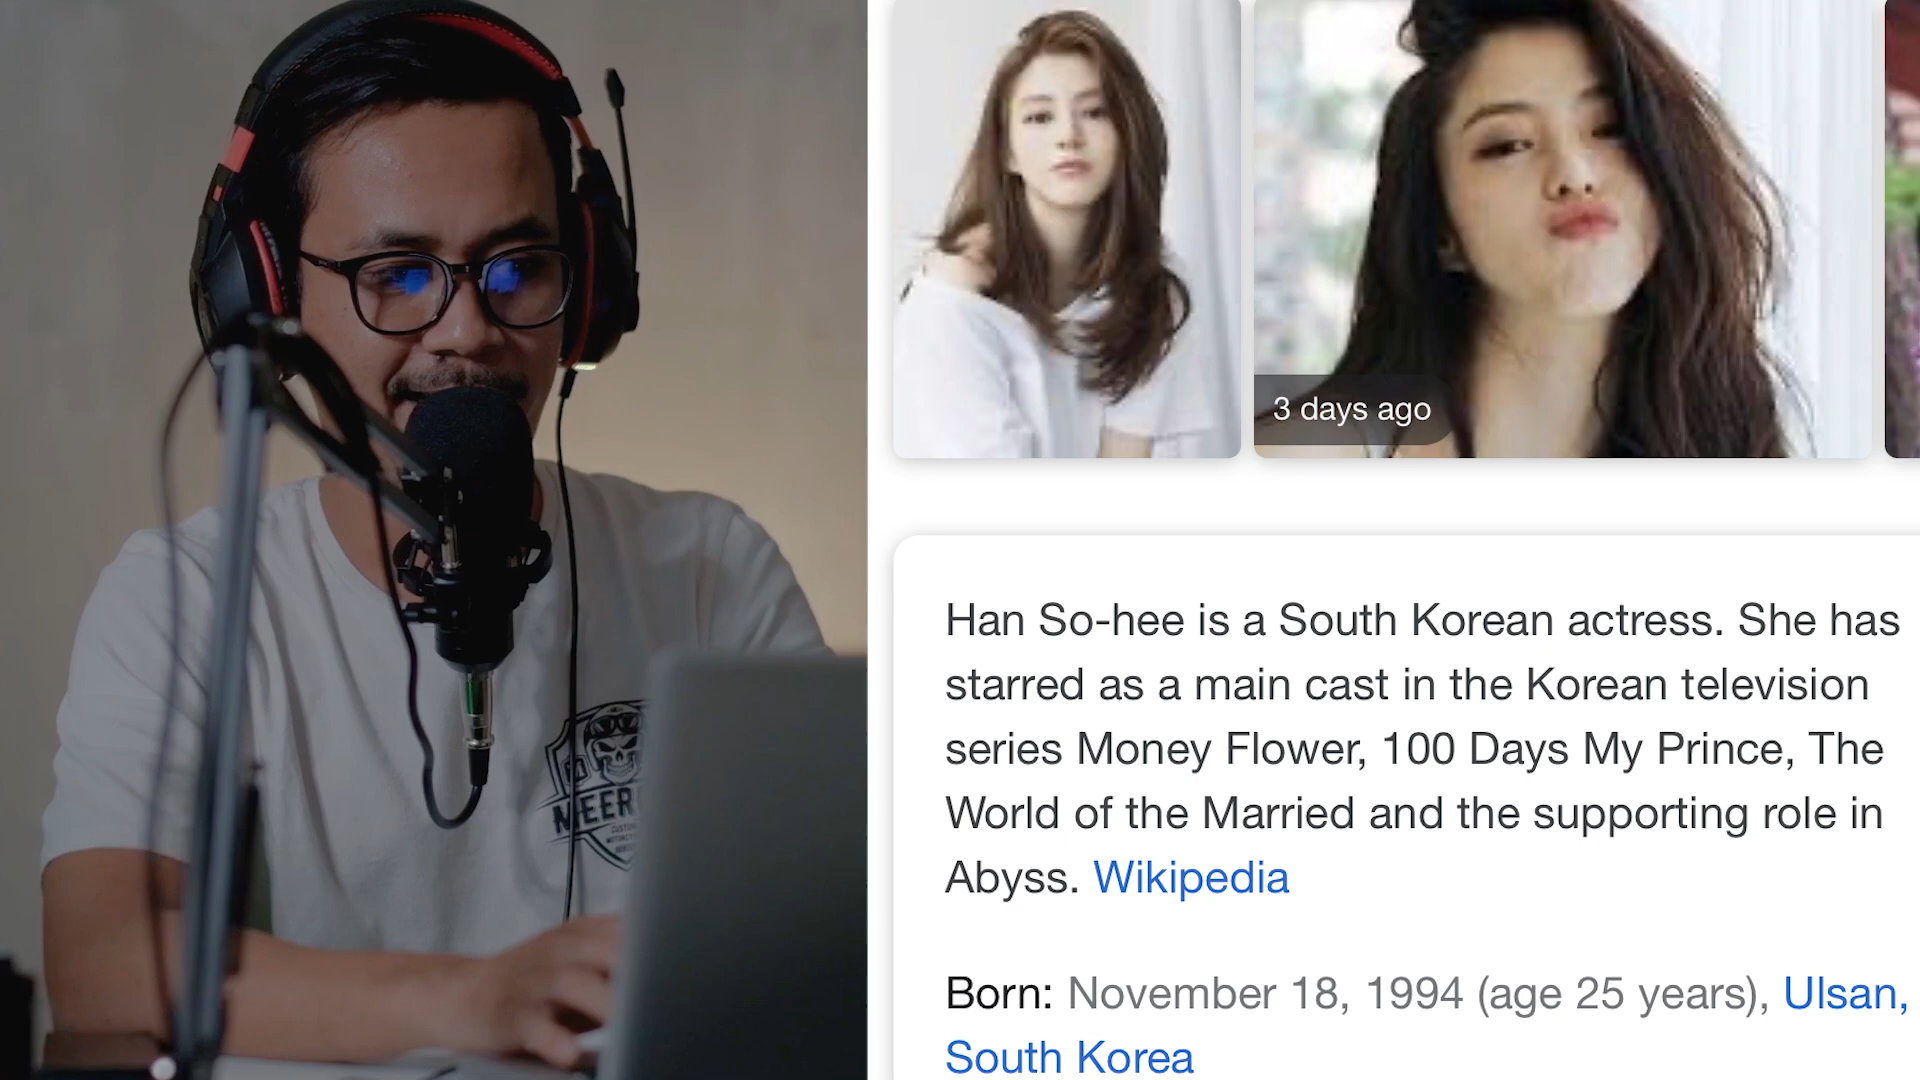 3 days ago
Han So-hee is a South Korean actress. She has
starred as a main cast in the Korean television
series Money Flower, 100 Days My Prince, The
World of the Married and the supporting role in
Abyss. Wikipedia
Born: November 18, 1994 (age 25 years), Ulsan,
South Korea